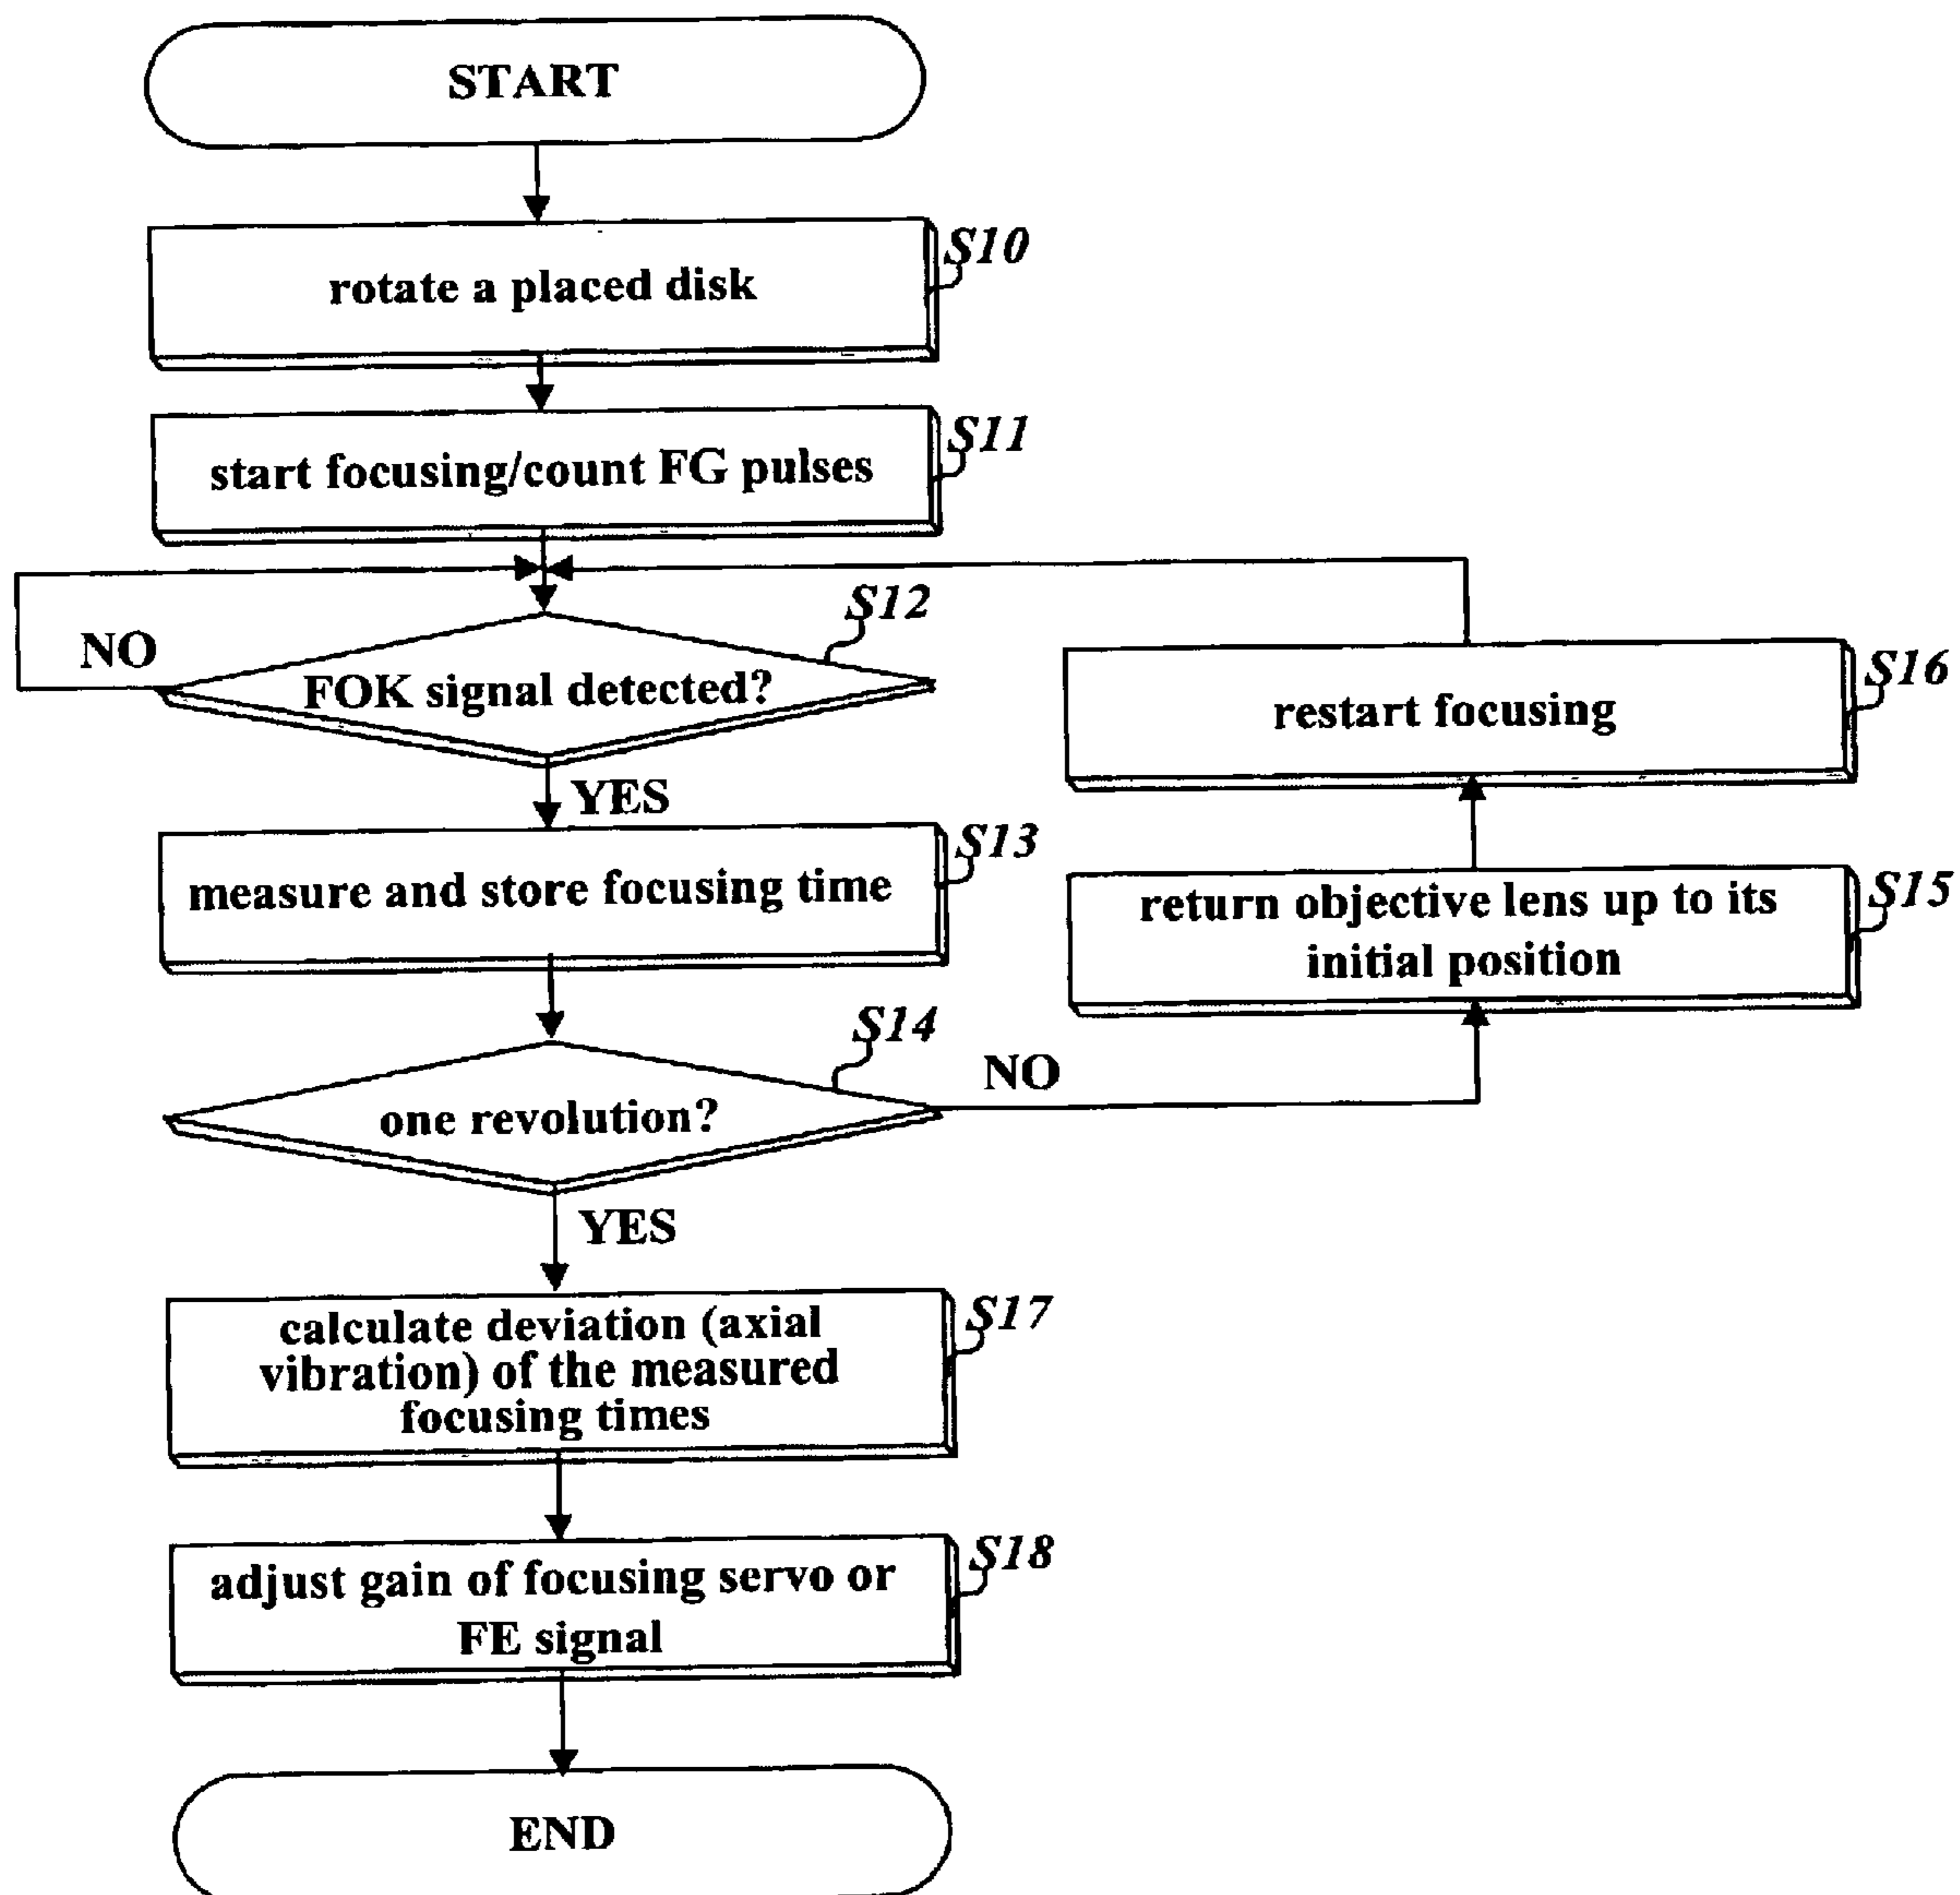 START
S10
rotate a placed disk
S11
start focusing/count FG pulses
S12
NO
FOK signal detected?
YES
S13
measure and store focusing time
S14
one revolution?
NO
S15
return objective lens up to its
initial position
S16
restart focusing
YES
S17
calculate deviation (axial
vibration) of the measured
focusing times
S18
adjust gain of focusing servo or
FE signal
END